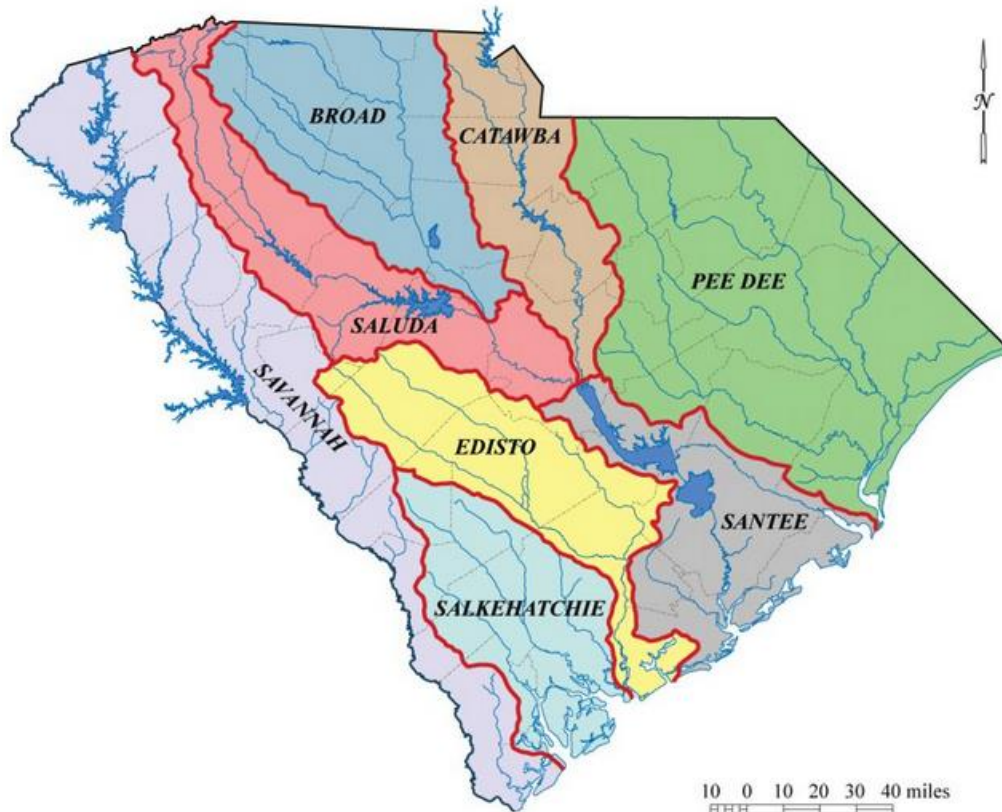 BROAD
CATAWBA
N
PEE DEE
SALUDA
SAVANNAH
EDISTO
SANTEE
SALKEHATCHIE
10 0 10 20 30 40 miles